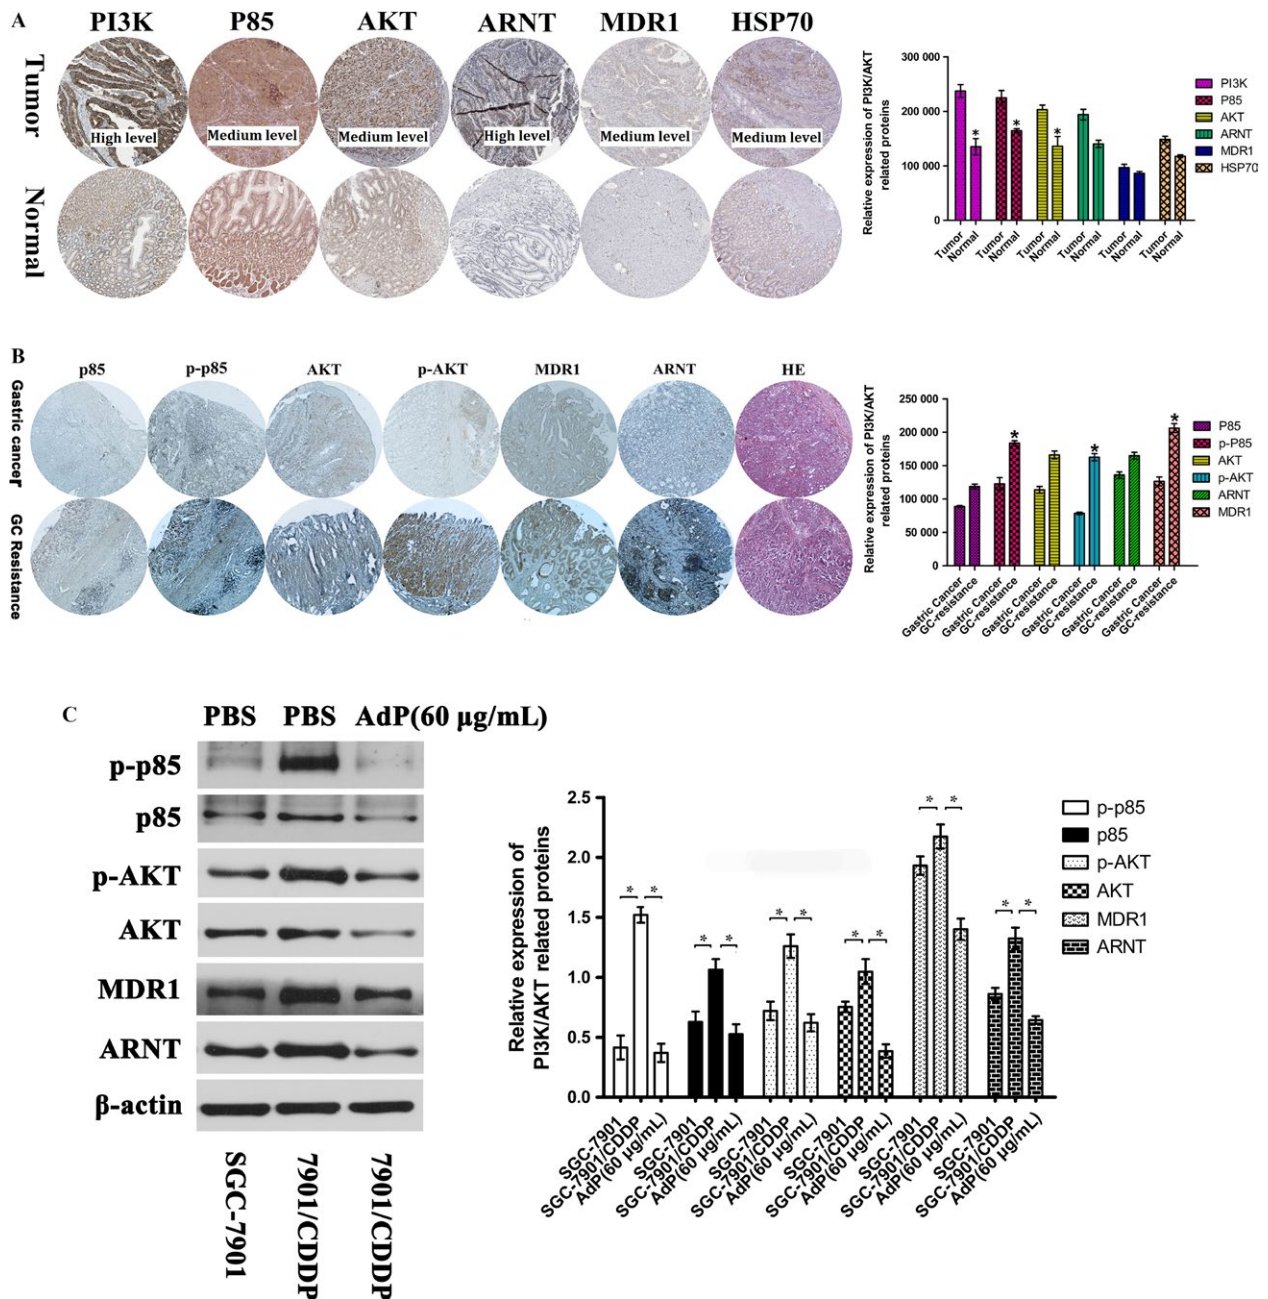 A
PI3K P85 AKT ARNT MDR1 HSP70
Tumor
High level Medium level Medium level High level Medium level Medium level
Normal
Relative expression of PI3K/AKT
related proteins
300 000
200 000
100 000
0
Tumor Normal Tumor Normal Tumor Normal Tumor Normal Tumor Normal Tumor Normal
* * *
PI3K
P85
AKT
ARNT
MDR1
HSP70
B
p85 p-p85 AKT p-AKT MDR1 ARNT HE
Gastric cancer
GC Resistance
Relative expression of PI3K/AKT
related proteins
250 000
200 000
150 000
100 000
50 000
0
* * *
Gastric Cancer GC-resistance Gastric Cancer GC-resistance Gastric Cancer GC-resistance Gastric Cancer GC-resistance Gastric Cancer GC-resistance Gastric Cancer GC-resistance
P85
p-P85
AKT
p-AKT
ARNT
MDR1
C
PBS PBS AdP(60 μg/mL)
p-p85
p85
p-AKT
AKT
MDR1
ARNT
β-actin
SGC-7901 7901/CDDP 7901/CDDP
Relative expression of
PI3K/AKT related proteins
2.5
2.0
1.5
1.0
0.5
0.0
* * * * * * * * * * * *
SGC-7901 SGC-7901/CDDP AdP(60 μg/mL) SGC-7901 SGC-7901/CDDP AdP(60 μg/mL) SGC-7901 SGC-7901/CDDP AdP(60 μg/mL) SGC-7901 SGC-7901/CDDP AdP(60 μg/mL) SGC-7901 SGC-7901/CDDP AdP(60 μg/mL) SGC-7901 SGC-7901/CDDP AdP(60 μg/mL)
p-p85
p85
p-AKT
AKT
MDR1
ARNT